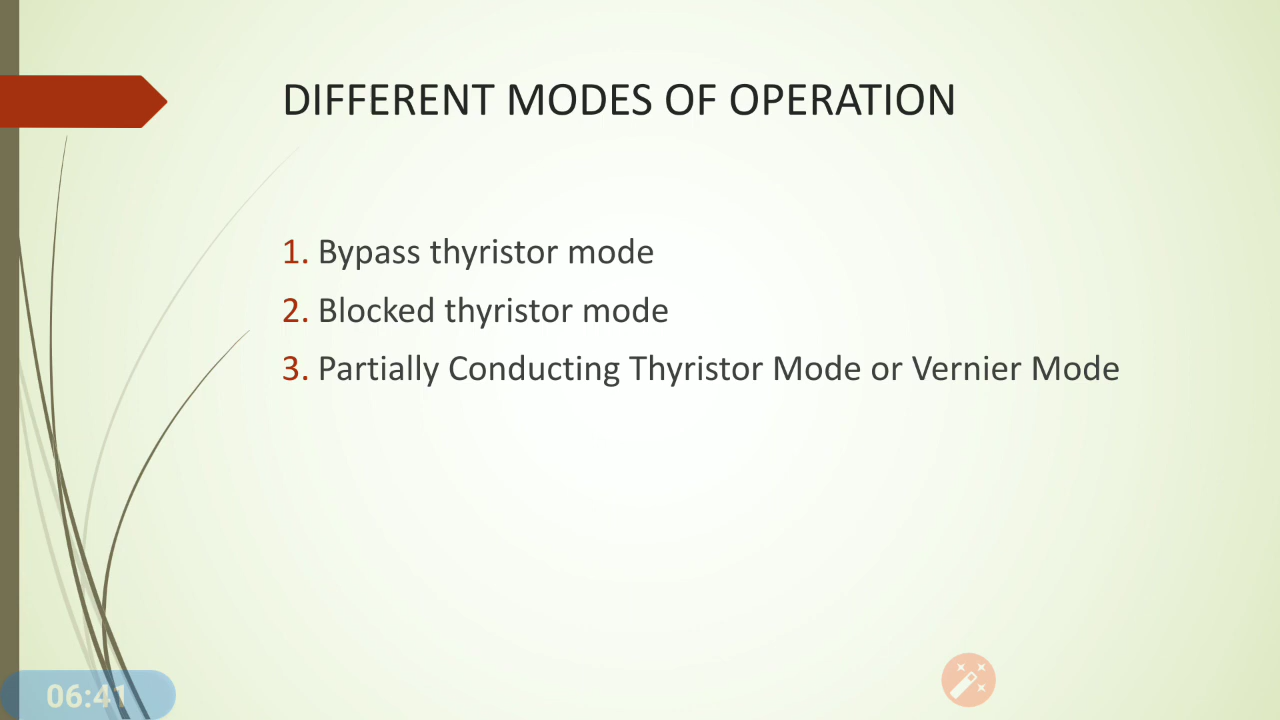 DIFFERENT MODES OF OPERATION
1. Bypass thyristor mode
2. Blocked thyristor mode
3. Partially Conducting Thyristor Mode or Vernier Mode
06:41